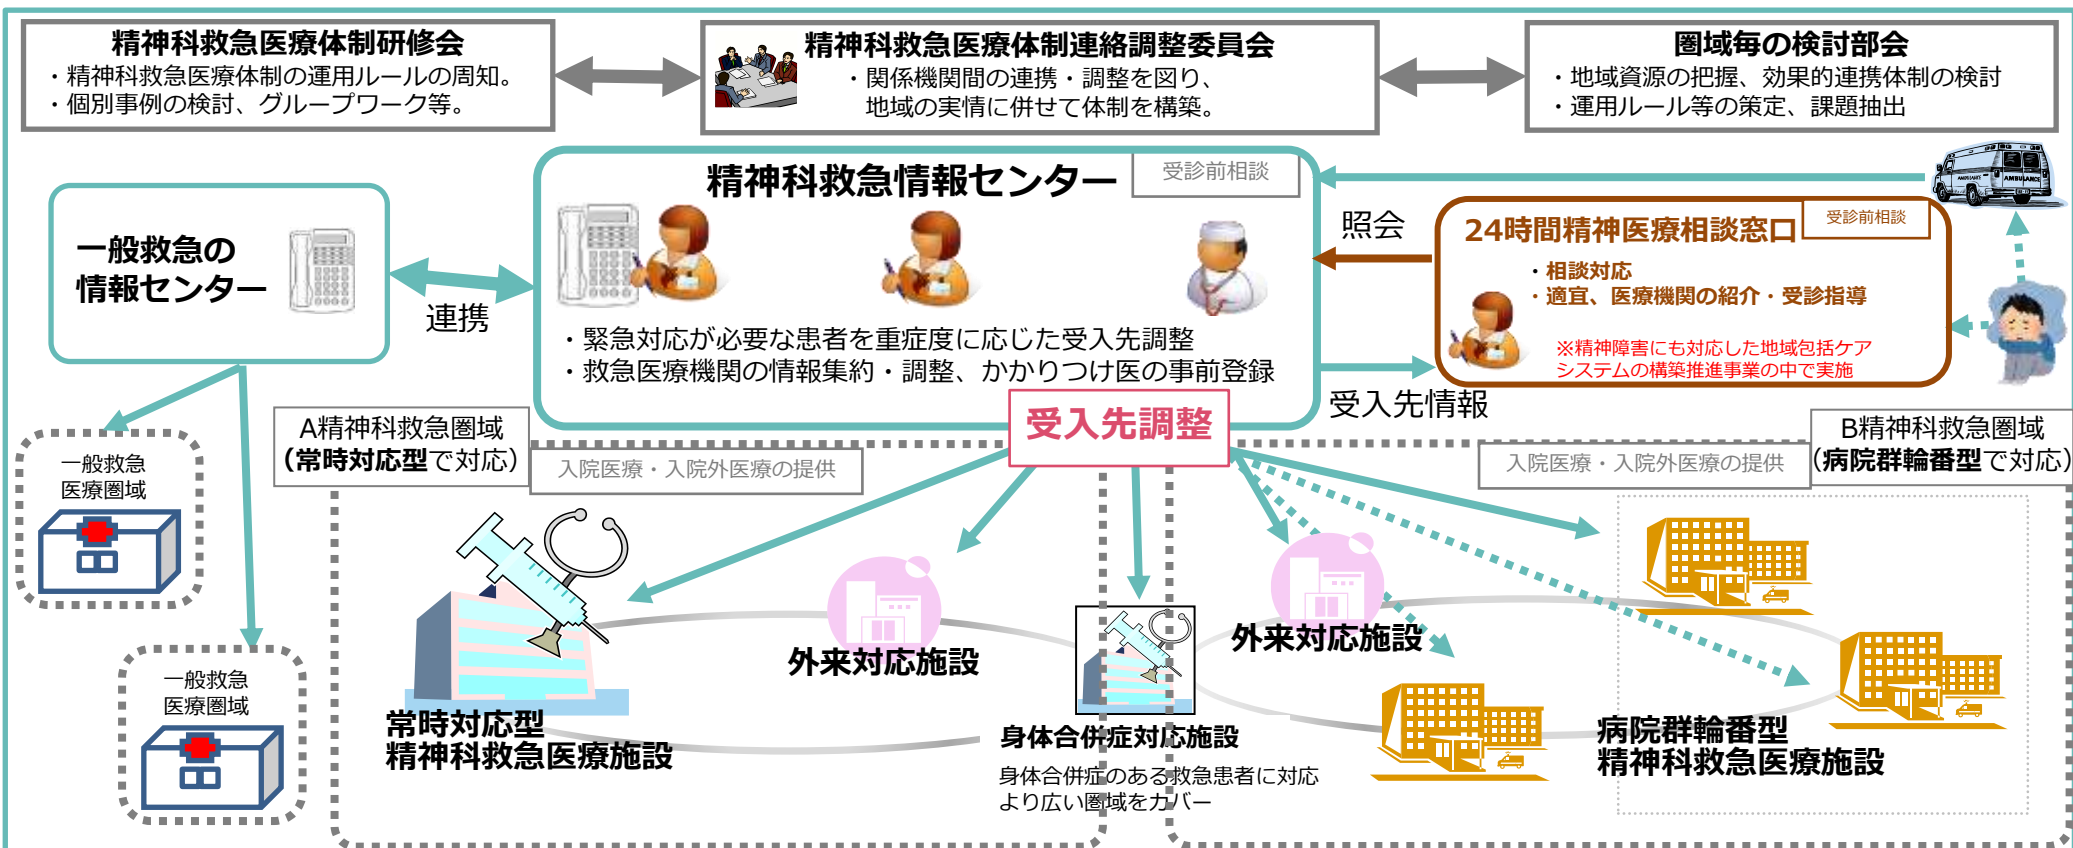 精神科救急医療体制研修会
・精神科救急医療体制の運用ルールの周知。
・個別事例の検討、グループワーク等。
精神科救急医療体制連絡調整委員会
・関係機関間の連携・調整を図り、
地域の実情に併せて体制を構築。
圏域毎の検討部会
・地域資源の把握、効果的連携体制の検討
・運用ルール等の策定、課題抽出
精神科救急情報センター
受診前相談
・緊急対応が必要な患者を重症度に応じた受入先調整
・救急医療機関の情報集約・調整、かかりつけ医の事前登録
一般救急の
情報センター
連携
照会
受入先情報
AMBULANCE
AMBULANCE
24時間精神医療相談窓口
受診前相談
・相談対応
・適宜、医療機関の紹介・受診指導
※精神障害にも対応した地域包括ケア
システムの構築推進事業の中で実施
受入先調整
一般救急
医療圏域
一般救急
医療圏域
A精神科救急圏域
(常時対応型で対応)
入院医療・入院外医療の提供
常時対応型
精神科救急医療施設
外来対応施設
身体合併症対応施設
身体合併症のある救急患者に対応
より広い圏域をカバー
B精神科救急圏域
(病院群輪番型で対応)
入院医療・入院外医療の提供
外来対応施設
病院群輪番型
精神科救急医療施設